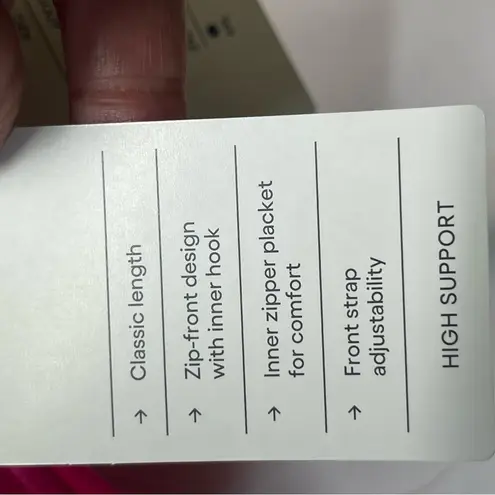 → Classic length
→ Zip-front design
with inner hook
→ Inner zipper placket
for comfort
→ Front strap
adjustability
HIGH SUPPORT